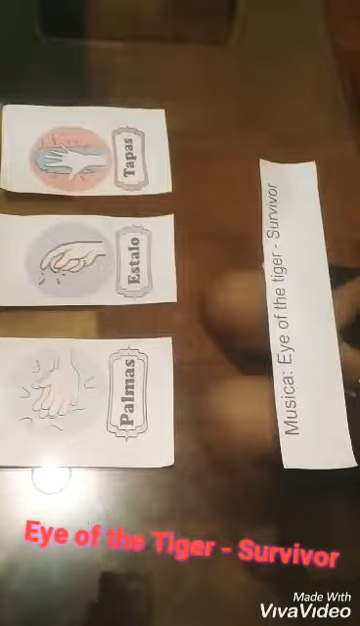 Tapas
Estalo
Palmas
Musica: Eye of the tiger - Survivor
Eye of the Tiger - Survivor
Made With
VivaVideo